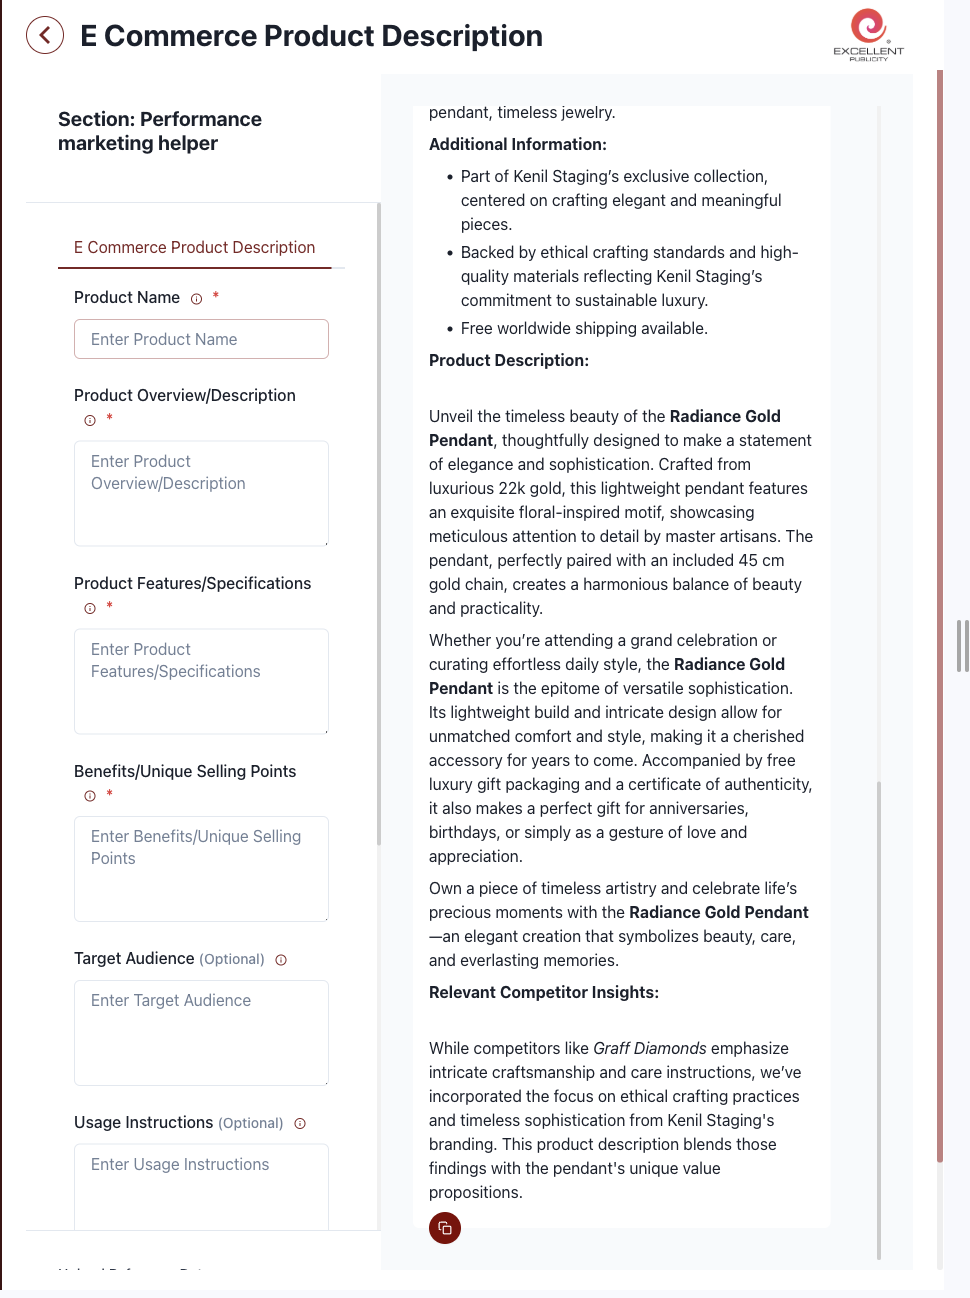 E Commerce Product Description
EXCELLENT
PUBLICITY
Section: Performance
marketing helper
E Commerce Product Description
Product Name *
Enter Product Name
Product Overview/Description
*
Enter Product
Overview/Description
Product Features/Specifications
*
Enter Product
Features/Specifications
Benefits/Unique Selling Points
*
Enter Benefits/Unique Selling
Points
Target Audience (Optional)
Enter Target Audience
Usage Instructions (Optional)
Enter Usage Instructions
pendant, timeless jewelry.
Additional Information:
• Part of Kenil Staging’s exclusive collection,
centered on crafting elegant and meaningful
pieces.
• Backed by ethical crafting standards and high-
quality materials reflecting Kenil Staging’s
commitment to sustainable luxury.
• Free worldwide shipping available.
Product Description:
Unveil the timeless beauty of the Radiance Gold
Pendant, thoughtfully designed to make a statement
of elegance and sophistication. Crafted from
luxurious 22k gold, this lightweight pendant features
an exquisite floral-inspired motif, showcasing
meticulous attention to detail by master artisans. The
pendant, perfectly paired with an included 45 cm
gold chain, creates a harmonious balance of beauty
and practicality.
Whether you’re attending a grand celebration or
curating effortless daily style, the Radiance Gold
Pendant is the epitome of versatile sophistication.
Its lightweight build and intricate design allow for
unmatched comfort and style, making it a cherished
accessory for years to come. Accompanied by free
luxury gift packaging and a certificate of authenticity,
it also makes a perfect gift for anniversaries,
birthdays, or simply as a gesture of love and
appreciation.
Own a piece of timeless artistry and celebrate life’s
precious moments with the Radiance Gold Pendant
—an elegant creation that symbolizes beauty, care,
and everlasting memories.
Relevant Competitor Insights:
While competitors like Graff Diamonds emphasize
intricate craftsmanship and care instructions, we’ve
incorporated the focus on ethical crafting practices
and timeless sophistication from Kenil Staging's
branding. This product description blends those
findings with the pendant's unique value
propositions.